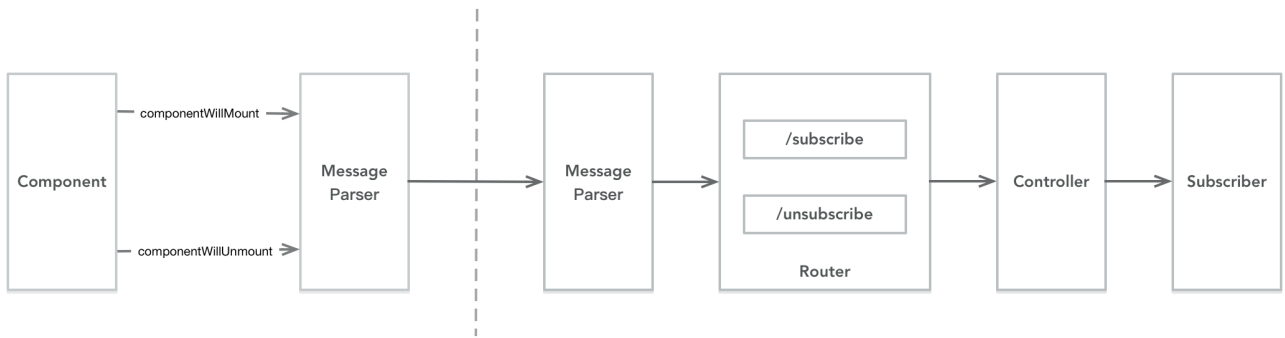 Component
componentWillMount
componentWillUnmount
Message
Parser
Message
Parser
/subscribe
/unsubscribe
Router
Controller
Subscriber